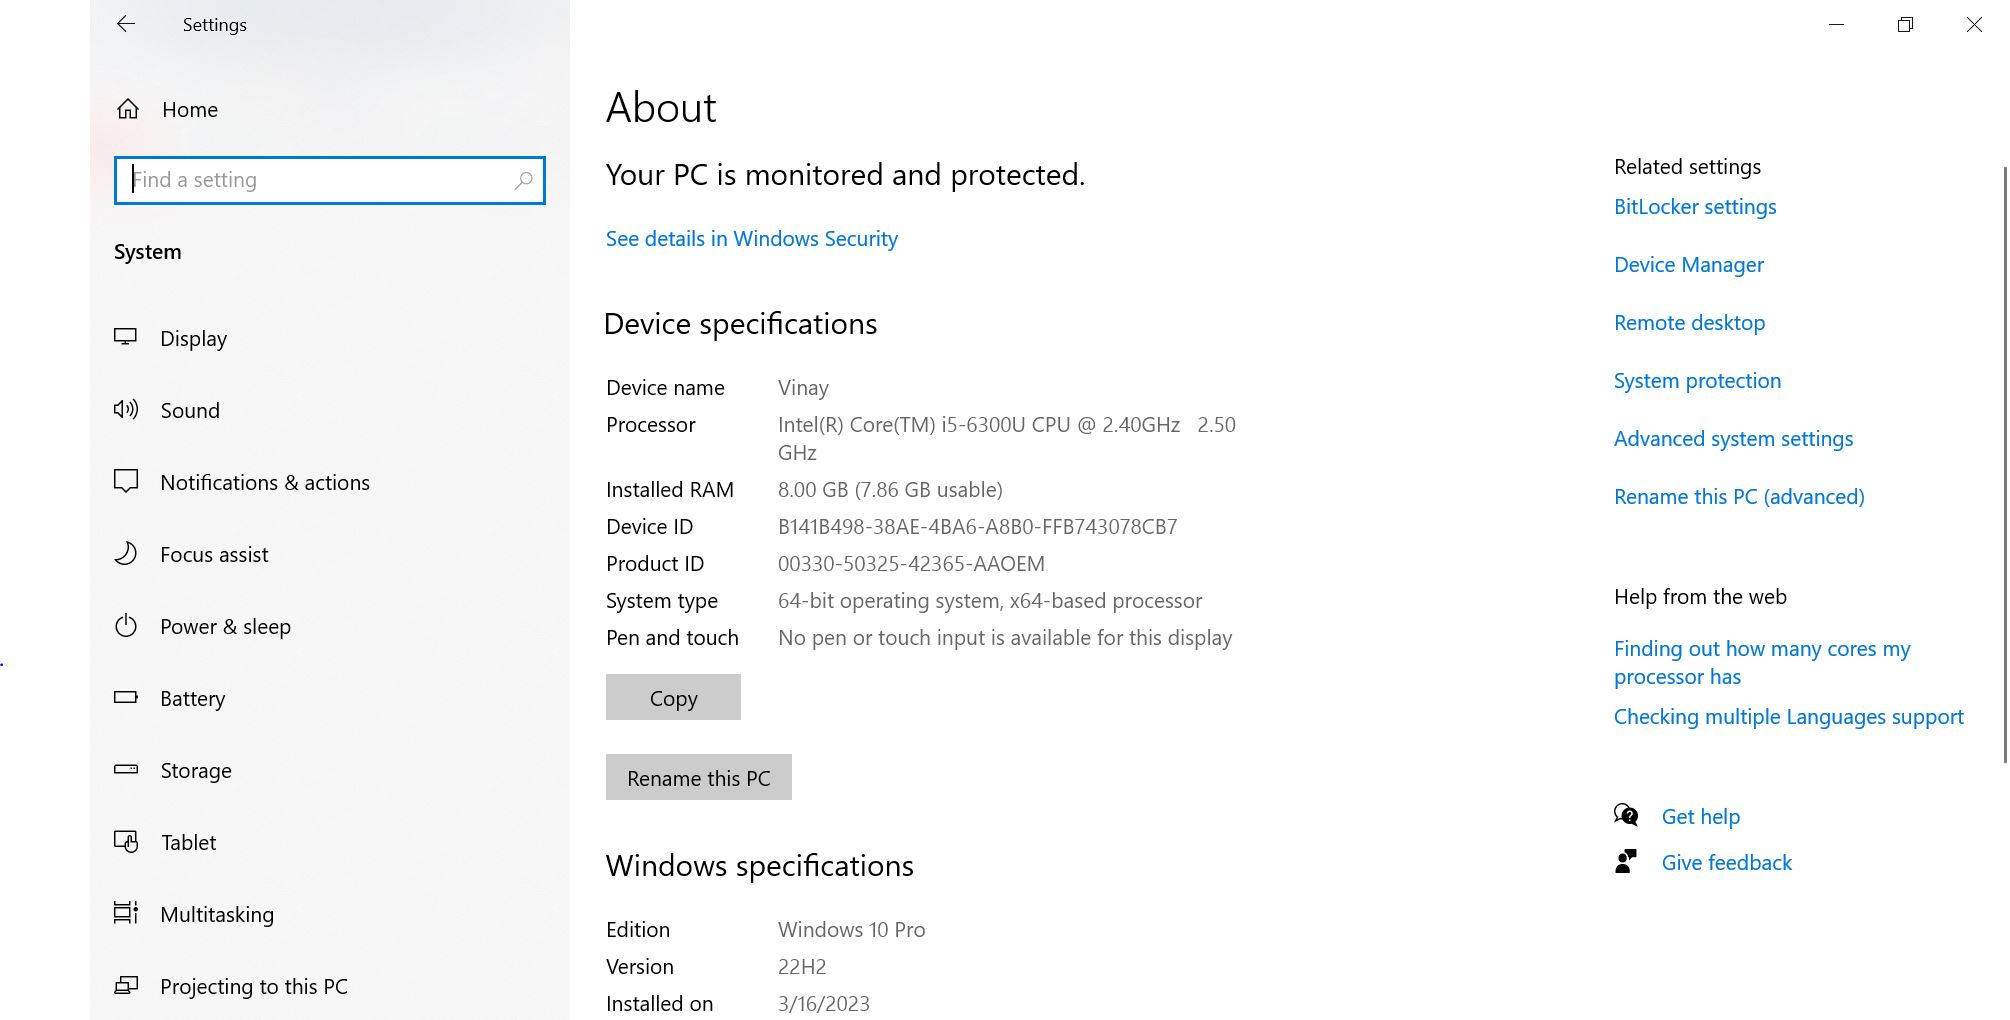 Settings
Home
Find a setting
System
Display
Sound
Notifications & actions
Focus assist
Power & sleep
Battery
Storage
Tablet
Multitasking
Projecting to this PC
About
Your PC is monitored and protected.
See details in Windows Security
Device specifications
Device name Vinay
Processor Intel(R) Core(TM) i5-6300U CPU @ 2.40GHz 2.50
GHz
Installed RAM 8.00 GB (7.86 GB usable)
Device ID B141B498-38AE-4BA6-A8B0-FFB743078CB7
Product ID 00330-50325-42365-AAOEM
System type 64-bit operating system, x64-based processor
Pen and touch No pen or touch input is available for this display
Copy
Rename this PC
Windows specifications
Edition Windows 10 Pro
Version 22H2
Installed on 3/16/2023
Related settings
BitLocker settings
Device Manager
Remote desktop
System protection
Advanced system settings
Rename this PC (advanced)
Help from the web
Finding out how many cores my
processor has
Checking multiple Languages support
Get help
Give feedback